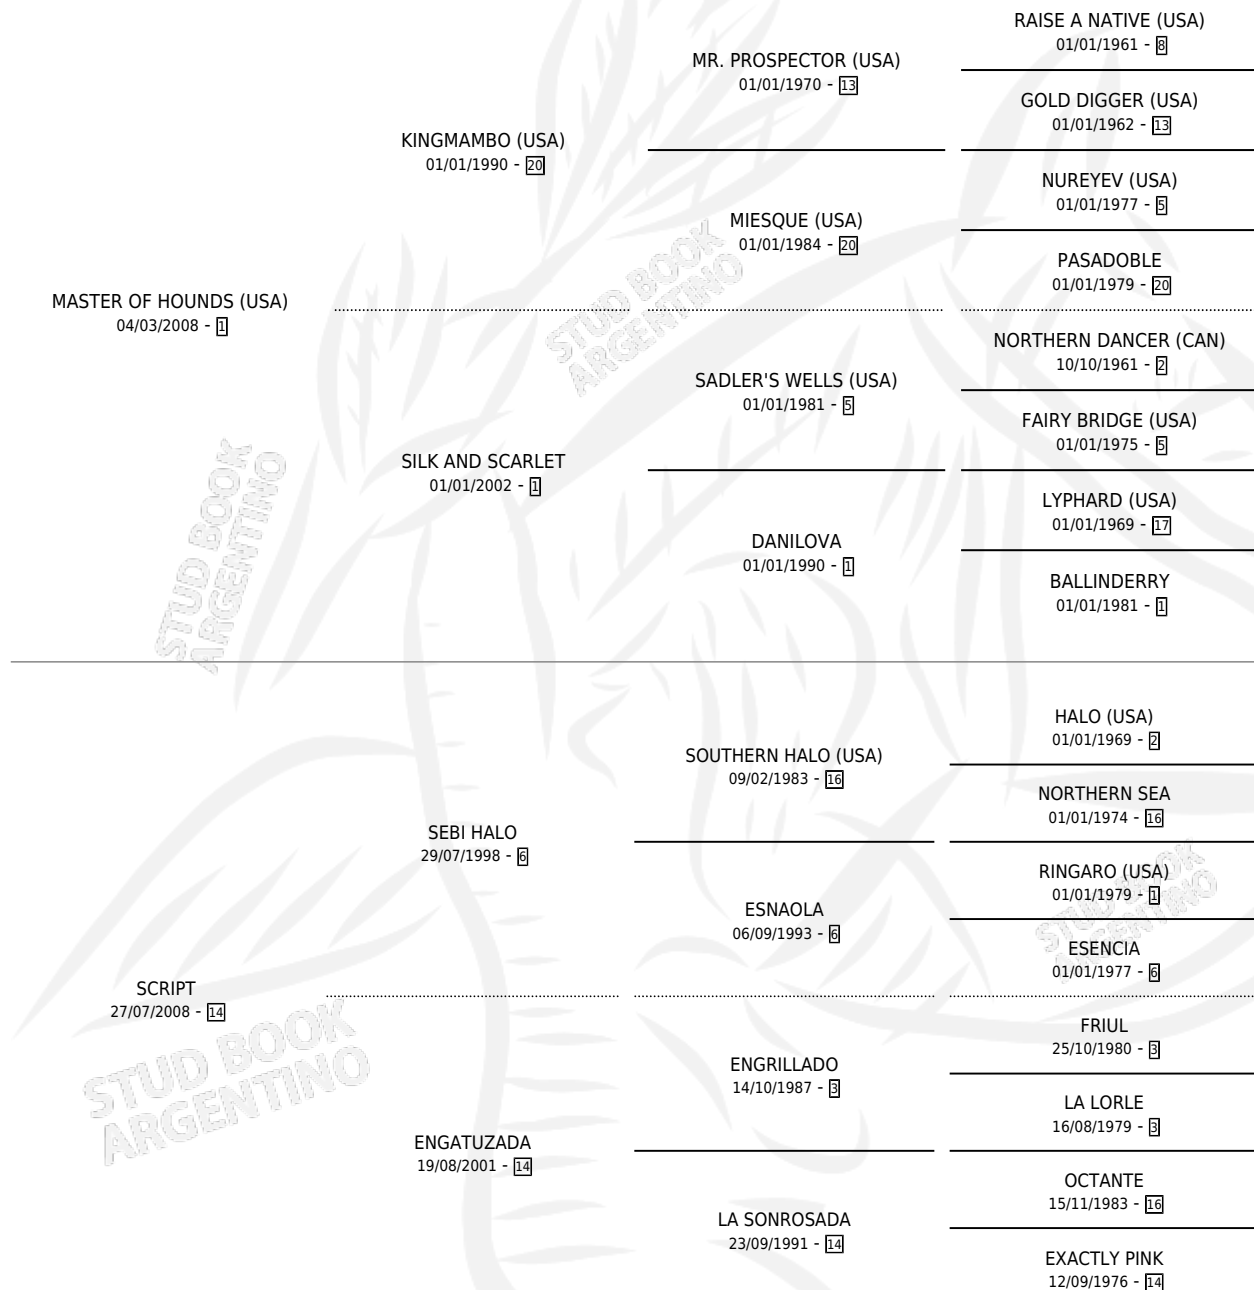 RAISE A NATIVE (USA)
01/01/1961 - 8
MR. PROSPECTOR (USA)
01/01/1970 - 13
GOLD DIGGER (USA)
01/01/1962 - 13
KINGMAMBO (USA)
01/01/1990 - 20
NUREYEV (USA)
01/01/1977 - 5
MIESQUE (USA)
01/01/1984 - 20
PASADOBLE
01/01/1979 - 20
MASTER OF HOUNDS (USA)
04/03/2008 - 1
NORTHERN DANCER (CAN)
10/10/1961 - 2
SADLER'S WELLS (USA)
01/01/1981 - 5
FAIRY BRIDGE (USA)
01/01/1975 - 5
SILK AND SCARLET
01/01/2002 - 1
LYPHARD (USA)
01/01/1969 - 17
DANILOVA
01/01/1990 - 1
BALLINDERRY
01/01/1981 - 1
HALO (USA)
01/01/1969 - 2
SOUTHERN HALO (USA)
09/02/1983 - 16
NORTHERN SEA
01/01/1974 - 16
SEBI HALO
29/07/1998 - 6
RINGARO (USA)
01/01/1979 - 1
ESNAOLA
06/09/1993 - 6
ESENCIA
01/01/1977 - 6
SCRIPT
27/07/2008 - 14
FRIUL
25/10/1980 - 3
ENGRILLADO
14/10/1987 - 3
LA LORLE
16/08/1979 - 3
ENGATUZADA
19/08/2001 - 14
OCTANTE
15/11/1983 - 16
LA SONROSADA
23/09/1991 - 14
EXACTLY PINK
12/09/1976 - 14
STUD BOOK
ARGENTINO
STUD BOOK
ARGENTINO
STUD BOOK
ARGENTINO
STUD BOOK
ARGENTINO